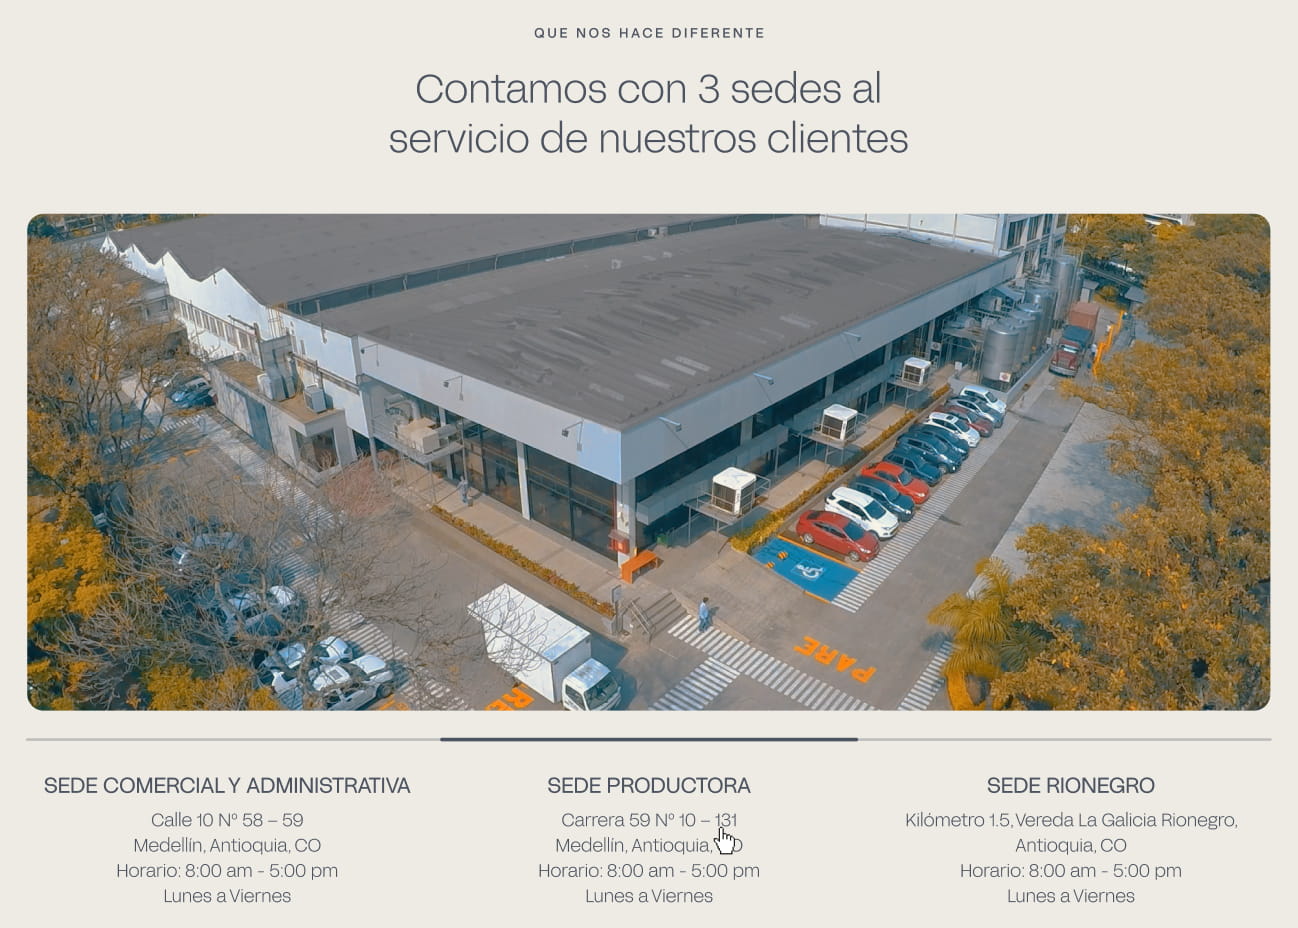 QUE NOS HACE DIFERENTE
Contamos con 3 sedes al
servicio de nuestros clientes
PARE
SEDE COMERCIAL Y ADMINISTRATIVA
Calle 10 Nº 58 – 59
Medellín, Antioquia, CO
Horario: 8:00 am - 5:00 pm
Lunes a Viernes
SEDE PRODUCTORA
Carrera 59 Nº 10 – 131
Medellín, Antioquia, CO
Horario: 8:00 am - 5:00 pm
Lunes a Viernes
SEDE RIONEGRO
Kilómetro 1.5, Vereda La Galicia Rionegro,
Antioquia, CO
Horario: 8:00 am - 5:00 pm
Lunes a Viernes